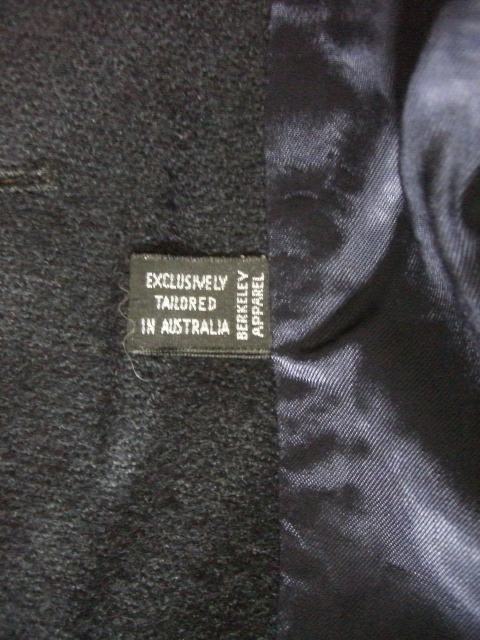 EXCLUSIVELY
TAILORED
IN AUSTRALIA
BERKELEY
APPAREL